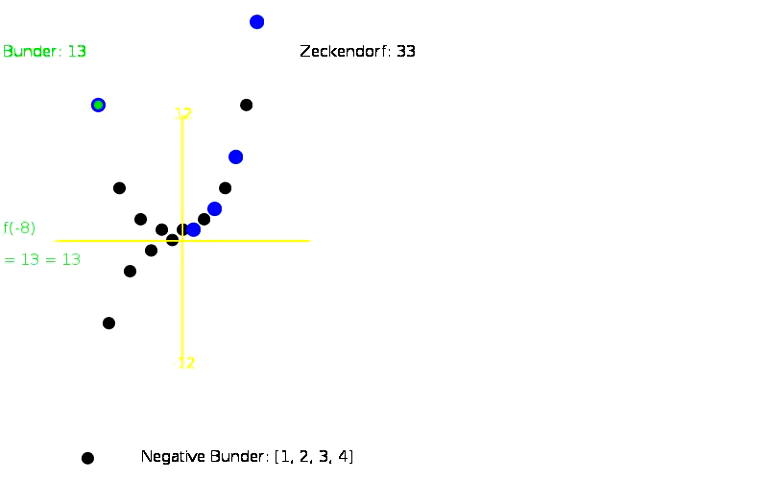 Bunder: 13
Zeckendorf: 33
12
f(-8)
= 13 = 13
-12
Negative Bunder: [1, 2, 3, 4]